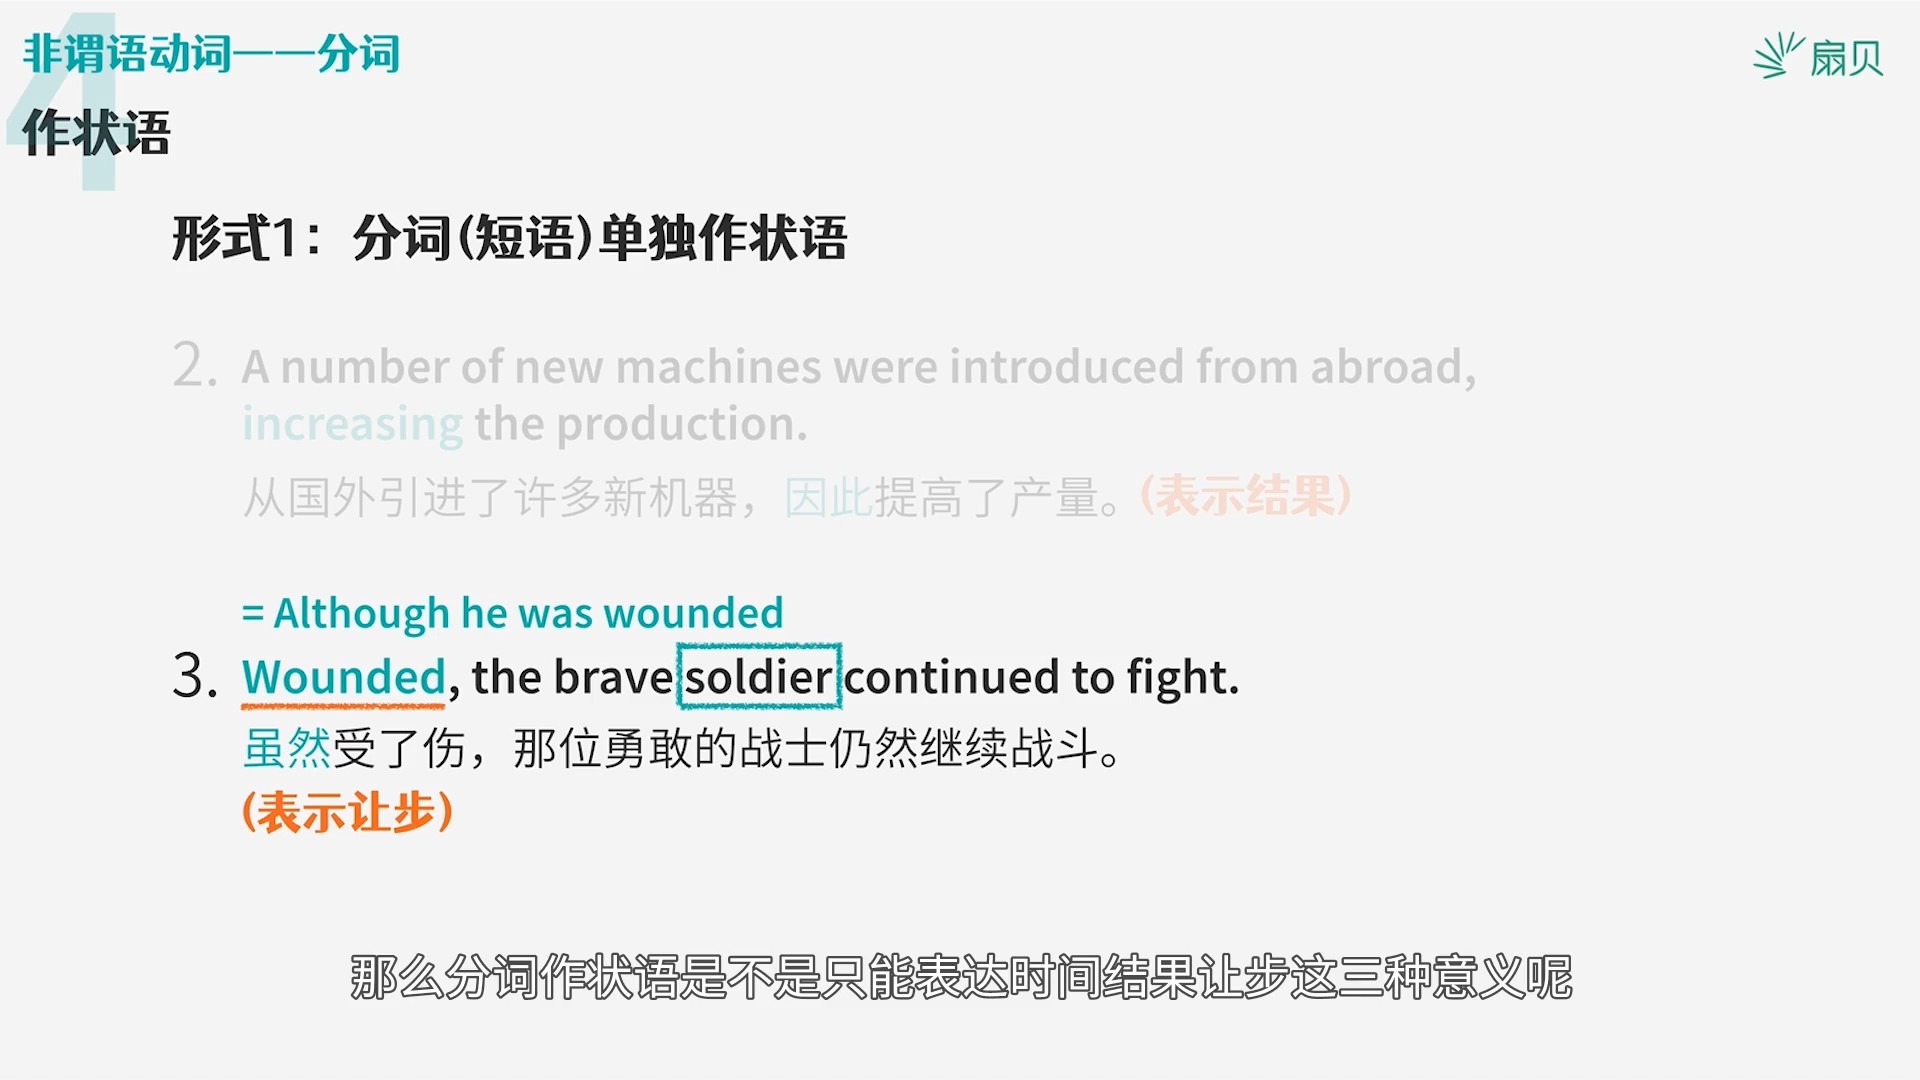 4
非谓语动词——分词
扇贝
作状语
形式1：分词(短语)单独作状语
2. A number of new machines were introduced from abroad,
increasing the production.
从国外引进了许多新机器，因此提高了产量。(表示结果)
= Although he was wounded
3. Wounded, the brave soldier continued to fight.
虽然受了伤，那位勇敢的战士仍然继续战斗。
(表示让步)
那么分词作状语是不是只能表达时间结果让步这三种意义呢